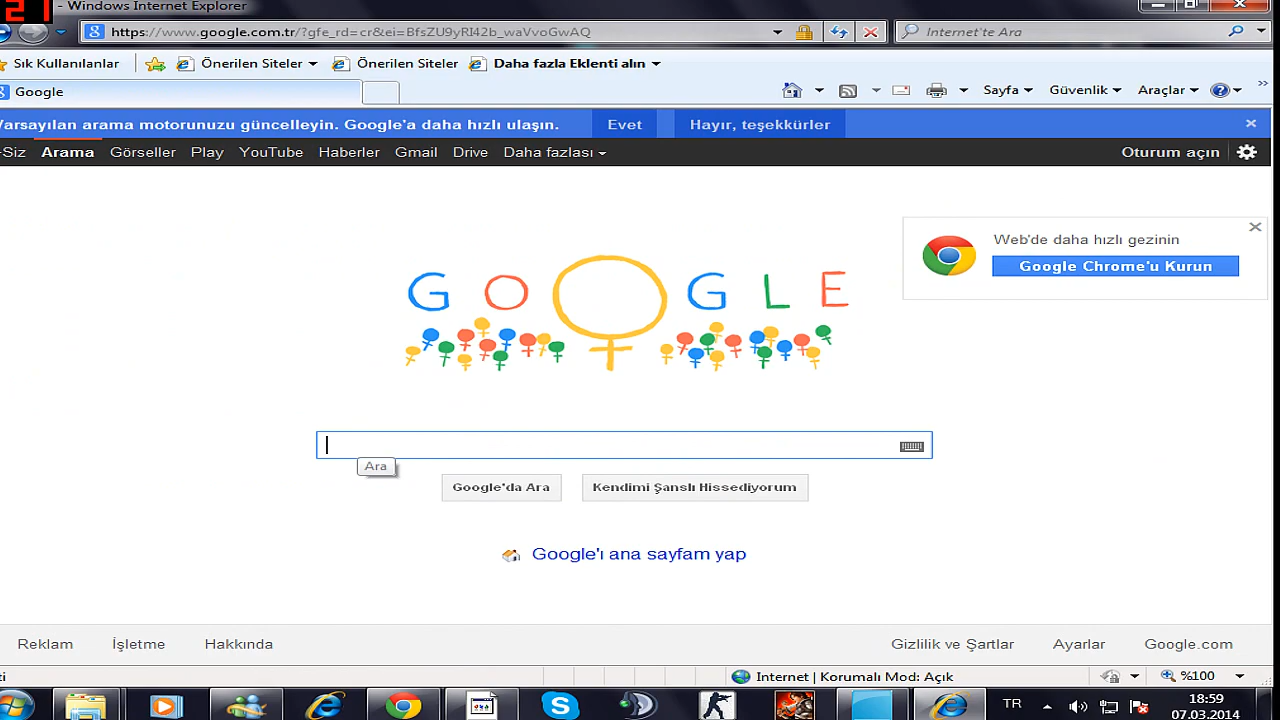 21
- Windows Internet Explorer
https://www.google.com.tr/?gfe_rd=cr&ei=BfsZU9yRI42b_waVvoGwAQ
Internet'te Ara
Sık Kullanılanlar
Önerilen Siteler
Önerilen Siteler
Daha fazla Eklenti alın
Google
Sayfa
Güvenlik
Araçlar
Varsayılan arama motorunuzu güncelleyin. Google'a daha hızlı ulaşın.
Evet
Hayır, teşekkürler
-Siz Arama Görseller Play YouTube Haberler Gmail Drive Daha fazlası
Oturum açın
Web'de daha hızlı gezinin
Google Chrome'u Kurun
GOOGLE
Ara
Google'da Ara
Kendimi Şanslı Hissediyorum
Google'ı ana sayfam yap
Reklam İşletme Hakkında
Gizlilik ve Şartlar Ayarlar Google.com
ti
Internet | Korumalı Mod: Açık
%100
TR
18:59
07.03.2014